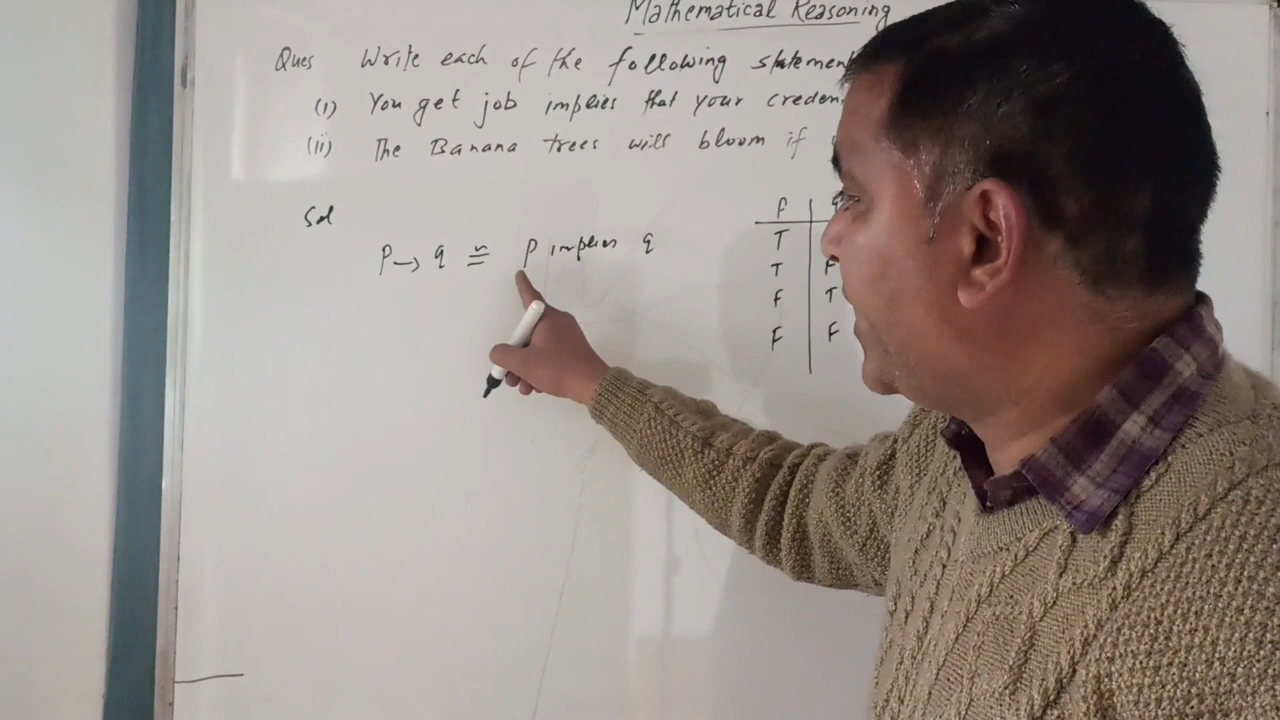 Mathematical Reasoning
Ques Write each of the following statement
(i) You get job implies that your creden
(ii) The Banana trees will bloom if
Sol
P → q ≅ p implies q
P
T
T F
F T
F F